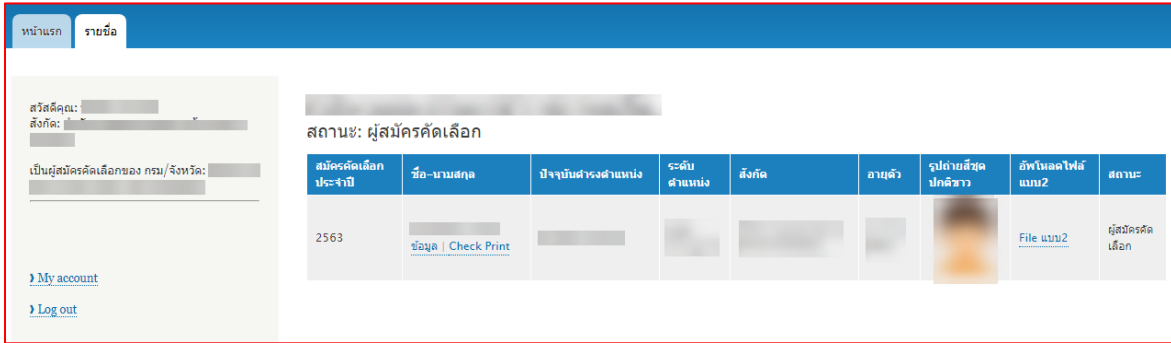 หน้าแรก
รายชื่อ
สวัสดีคุณ:
สังกัด:
เป็นผู้สมัครคัดเลือกของ กรม/จังหวัด:
My account
Log out
สถานะ: ผู้สมัครคัดเลือก
สมัครคัดเลือก
ประจำปี
ชื่อ-นามสกุล
ปัจจุบันดำรงตำแหน่ง
ระดับ
ตำแหน่ง
สังกัด
อายุตัว
รูปถ่ายสีชุด
ปกติขาว
อัพโหลดไฟล์
แบบ2
สถานะ
2563
ข้อมูล | Check Print
File แบบ2
ผู้สมัครคัด
เลือก